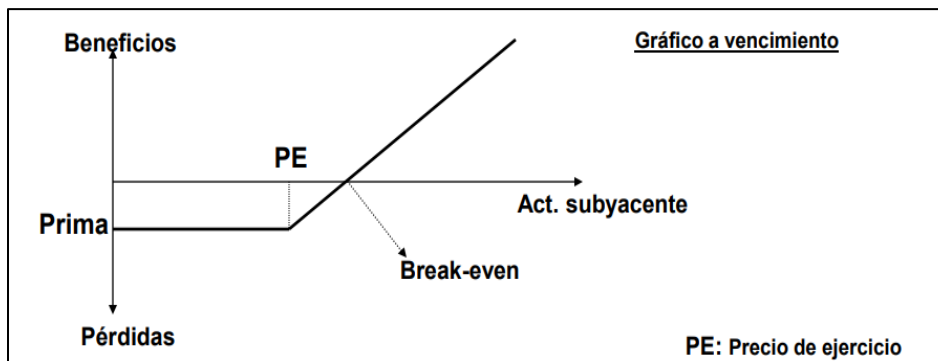 Beneficios
Gráfico a vencimiento
PE
Act. subyacente
Prima
Break-even
Pérdidas
PE: Precio de ejercicio